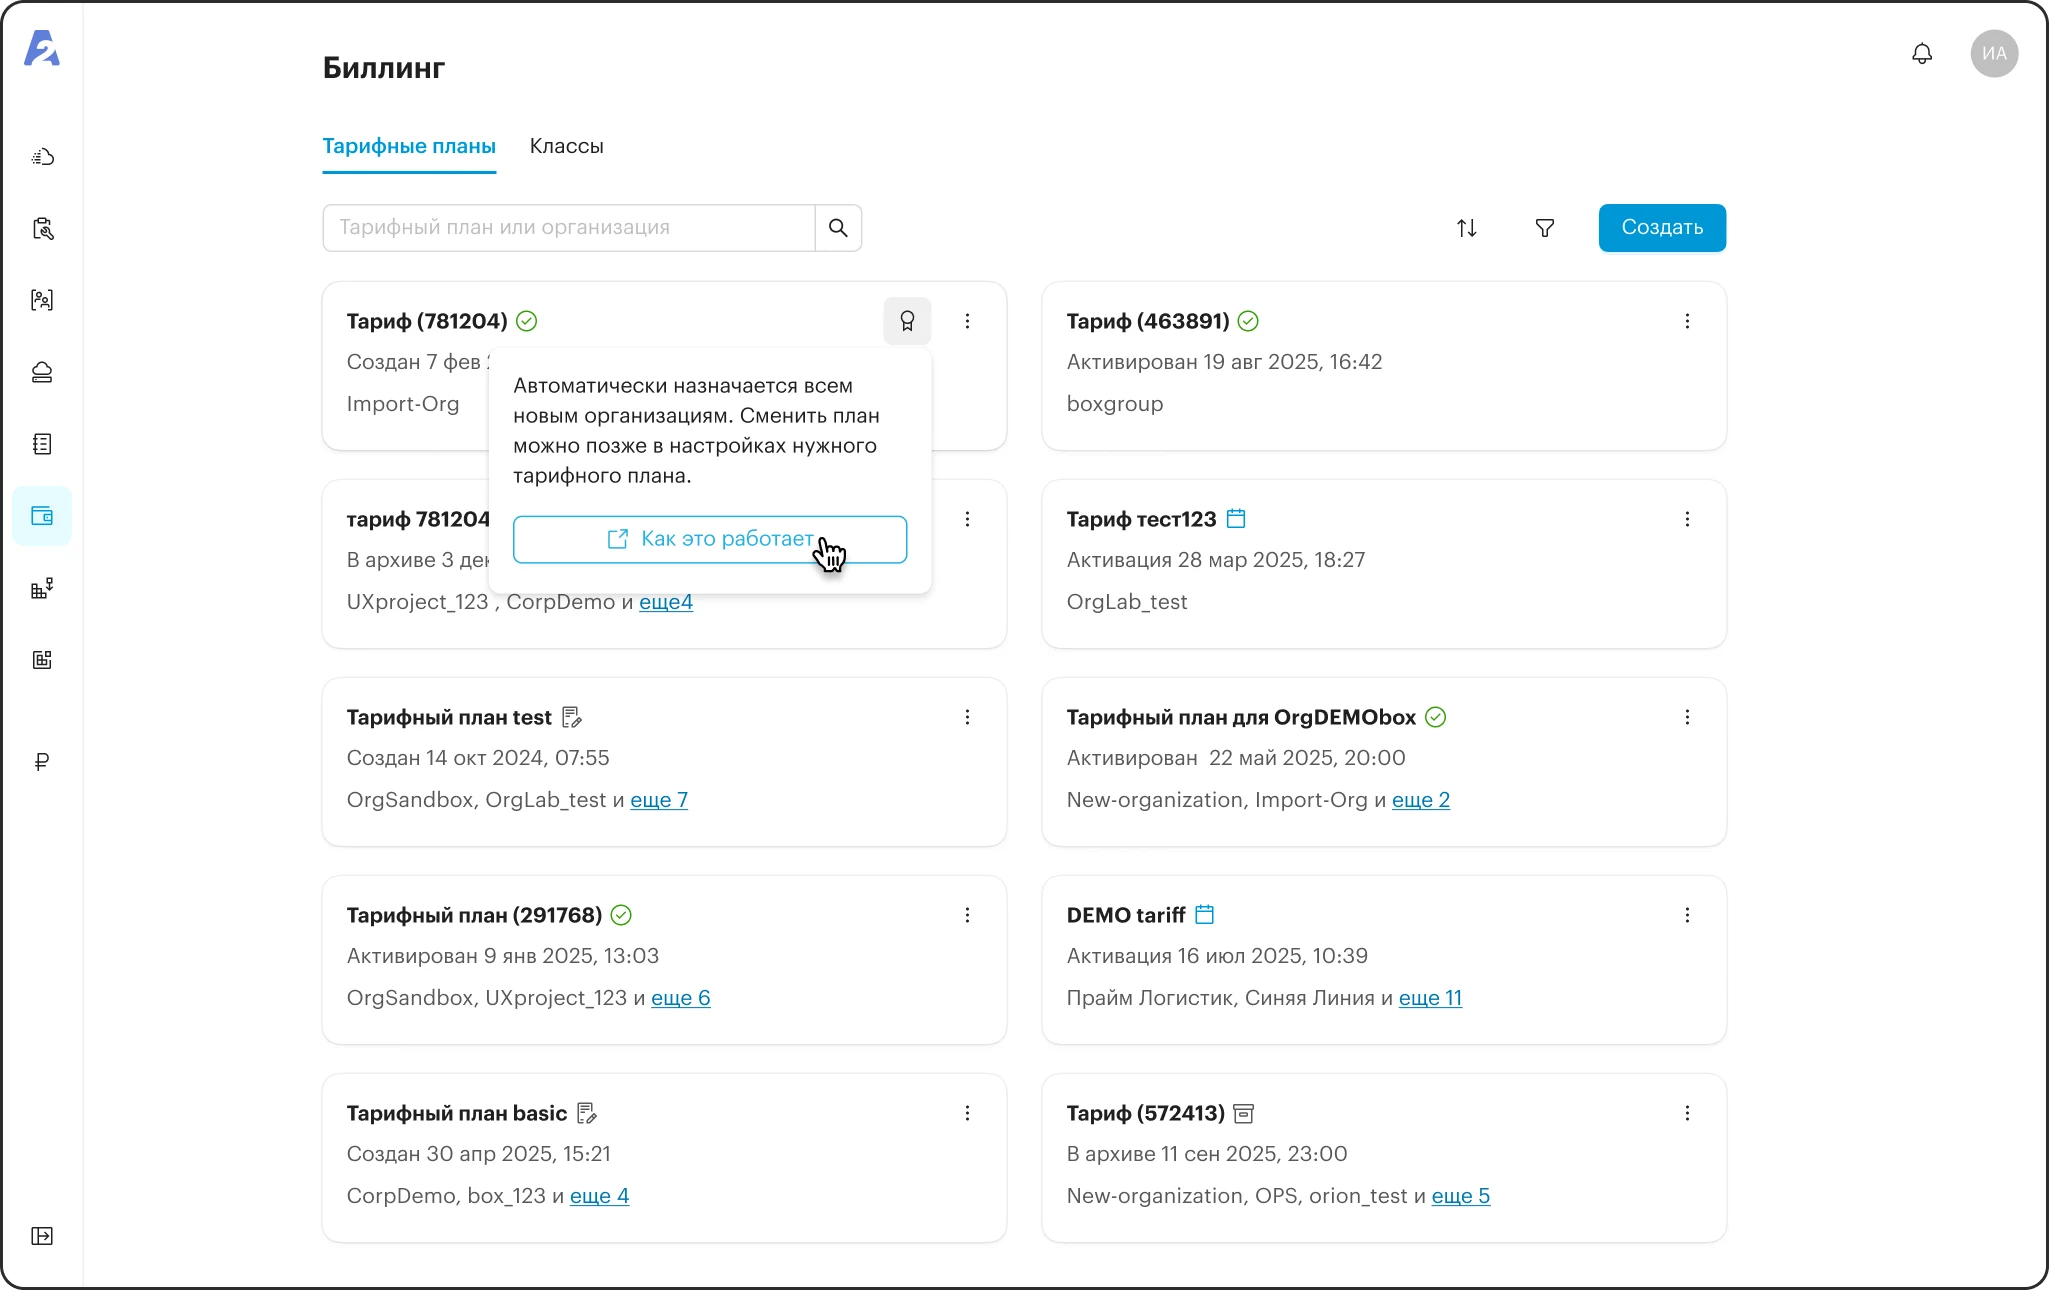 Биллинг
ИА
Тарифные планы
Классы
Тарифный план или организация
Создать
Тариф (781204)
Создан 7 фев
Import-Org
Автоматически назначается всем
новым организациям. Сменить план
можно позже в настройках нужного
тарифного плана.
Как это работает
Тариф (463891)
Активирован 19 авг 2025, 16:42
boxgroup
тариф 781204
В архиве 3 дек
UXproject_123 , CorpDemo и еще4
Тариф тест123
Активация 28 мар 2025, 18:27
OrgLab_test
Тарифный план test
Создан 14 окт 2024, 07:55
OrgSandbox, OrgLab_test и еще 7
Тарифный план для OrgDEMObox
Активирован  22 май 2025, 20:00
New-organization, Import-Org и еще 2
Тарифный план (291768)
Активирован 9 янв 2025, 13:03
OrgSandbox, UXproject_123 и еще 6
DEMO tariff
Активация 16 июл 2025, 10:39
Прайм Логистик, Синяя Линия и еще 11
Тарифный план basic
Создан 30 апр 2025, 15:21
CorpDemo, box_123 и еще 4
Тариф (572413)
В архиве 11 сен 2025, 23:00
New-organization, OPS, orion_test и еще 5